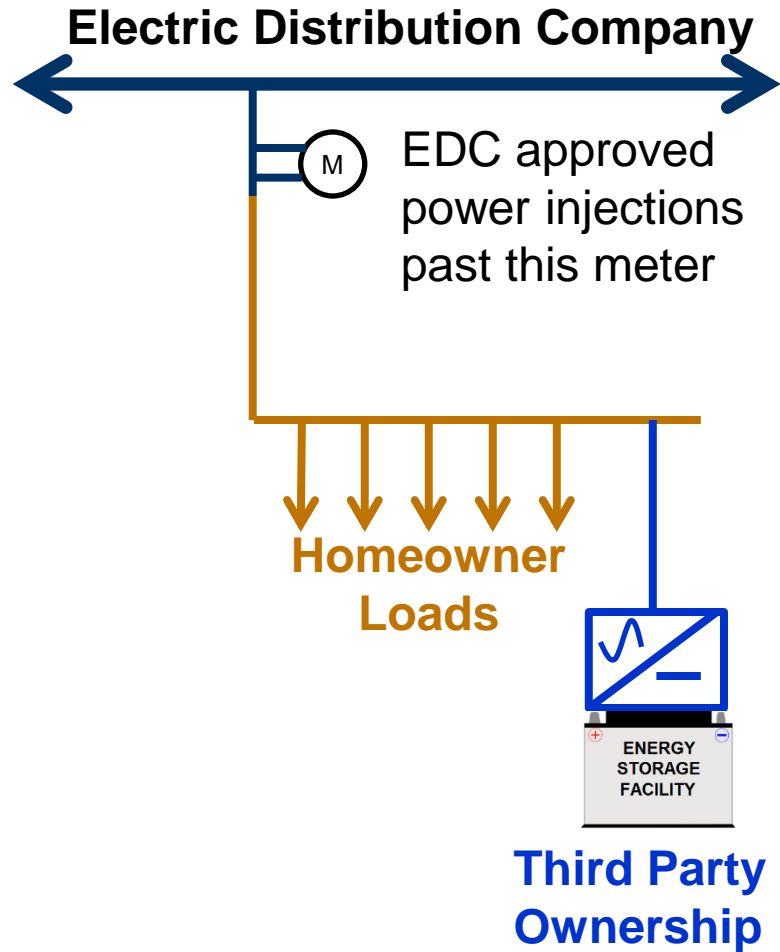 Electric Distribution Company
M
EDC approved
power injections
past this meter
Homeowner
Loads
+ −
ENERGY
STORAGE
FACILITY
Third Party
Ownership